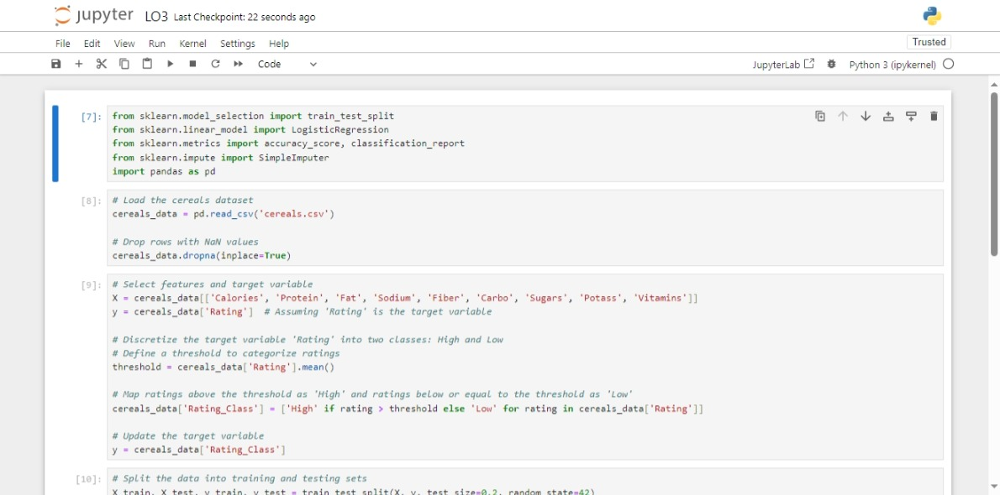 jupyter LO3 Last Checkpoint: 22 seconds ago
File Edit View Run Kernel Settings Help Trusted
Code JupyterLab Python 3 (ipykernel)
[7]: from sklearn.model_selection import train_test_split
from sklearn.linear_model import LogisticRegression
from sklearn.metrics import accuracy_score, classification_report
from sklearn.impute import SimpleImputer
import pandas as pd
[8]: # Load the cereals dataset
cereals_data = pd.read_csv('cereals.csv')
# Drop rows with NaN values
cereals_data.dropna(inplace=True)
[9]: # Select features and target variable
X = cereals_data[['Calories', 'Protein', 'Fat', 'Sodium', 'Fiber', 'Carbo', 'Sugars', 'Potass', 'Vitamins']]
y = cereals_data['Rating'] # Assuming 'Rating' is the target variable
# Discretize the target variable 'Rating' into two classes: High and Low
# Define a threshold to categorize ratings
threshold = cereals_data['Rating'].mean()
# Map ratings above the threshold as 'High' and ratings below or equal to the threshold as 'Low'
cereals_data['Rating_Class'] = ['High' if rating > threshold else 'Low' for rating in cereals_data['Rating']]
# Update the target variable
y = cereals_data['Rating_Class']
[10]: # Split the data into training and testing sets
X_train, X_test, y_train, y_test = train_test_split(X, y, test_size=0.2, random_state=42)